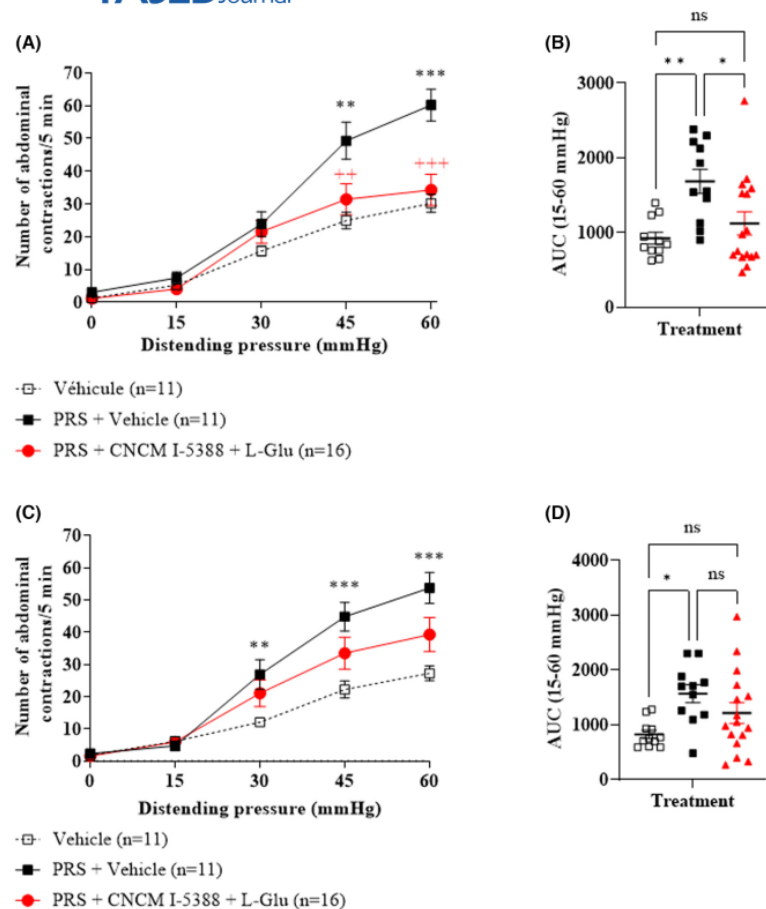 Journal
(A)
Number of abdominal
contractions/5 min
70
60
50
40
30
20
10
0
**
***
++
+++
0 15 30 45 60
Distending pressure (mmHg)
Véhicule (n=11)
PRS + Vehicle (n=11)
PRS + CNCM I-5388 + L-Glu (n=16)
(B)
ns
** *
AUC (15-60 mmHg)
3000
2000
1000
0
Treatment
(C)
Number of abdominal
contractions/5 min
70
60
50
40
30
20
10
0
**
***
***
0 15 30 45 60
Distending pressure (mmHg)
Vehicle (n=11)
PRS + Vehicle (n=11)
PRS + CNCM I-5388 + L-Glu (n=16)
(D)
ns
* ns
AUC (15-60 mmHg)
4000
3000
2000
1000
0
Treatment